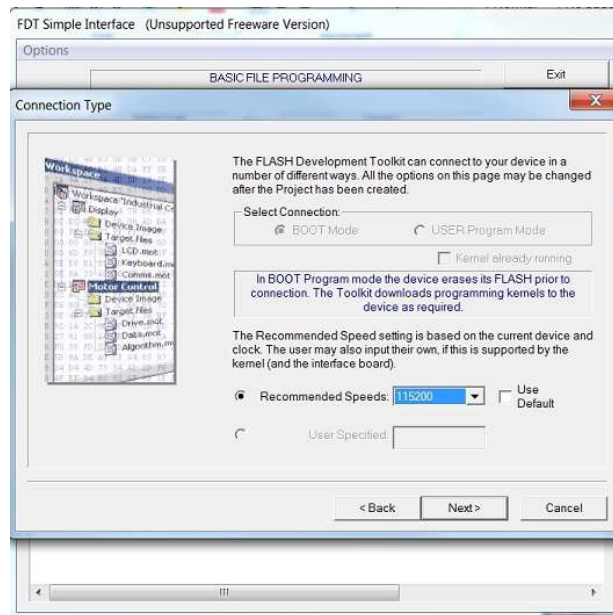 FDT Simple Interface (Unsupported Freeware Version)
Options
BASIC FILE PROGRAMMING
Exit
Connection Type
Workspace
Workspace "Industrial Co
Display
Device Image
Target files
LCD.mot
Keyboard.mot
Comms.mot
Motor Control
Device Image
Target files
Drive.mot
Data.mot
Algorithm.m
The FLASH Development Toolkit can connect to your device in a
number of different ways. All the options on this page may be changed
after the Project has been created.
Select Connection:
BOOT Mode
USER Program Mode
Kernel already running
In BOOT Program mode the device erases its FLASH prior to
connection. The Toolkit downloads programming kernels to the
device as required.
The Recommended Speed setting is based on the current device and
clock. The user may also input their own, if this is supported by the
kernel (and the interface board).
Recommended Speeds: 115200
Use
Default
User Specified:
< Back
Next >
Cancel